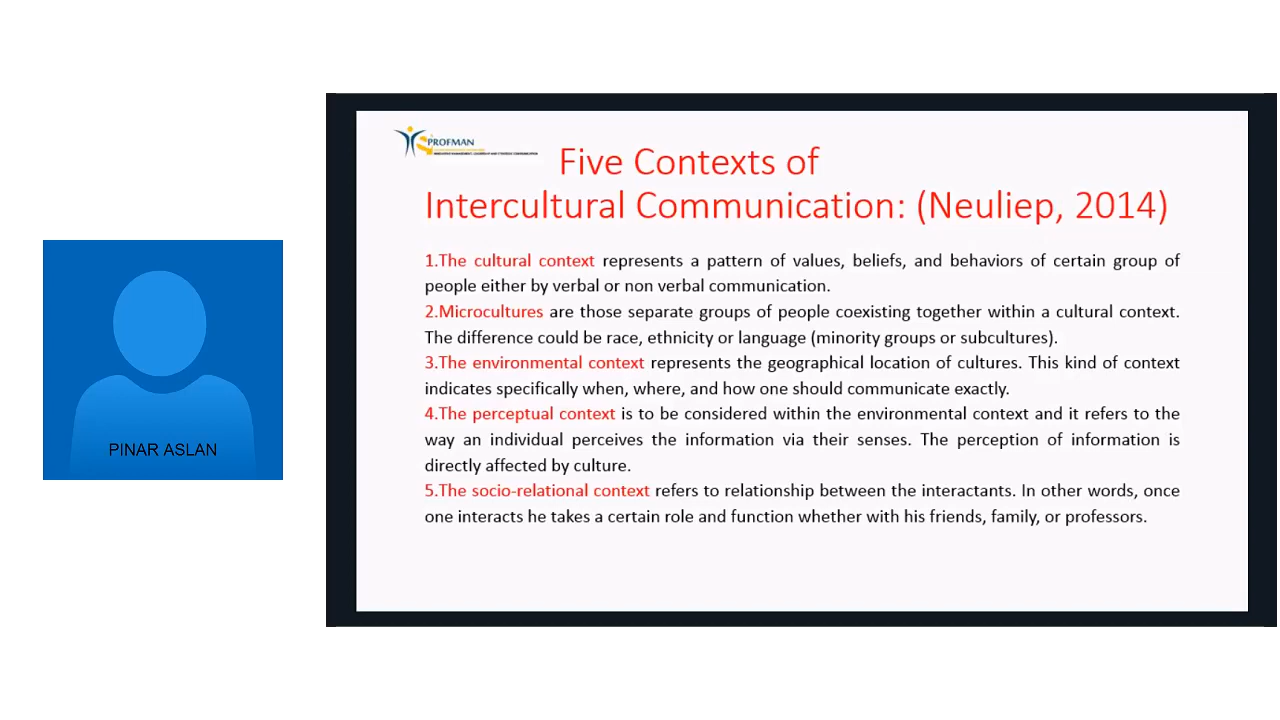 PROFMAN
Five Contexts of
Intercultural Communication: (Neuliep, 2014)
1.The cultural context represents a pattern of values, beliefs, and behaviors of certain group of
people either by verbal or non verbal communication.
2.Microcultures are those separate groups of people coexisting together within a cultural context.
The difference could be race, ethnicity or language (minority groups or subcultures).
3.The environmental context represents the geographical location of cultures. This kind of context
indicates specifically when, where, and how one should communicate exactly.
4.The perceptual context is to be considered within the environmental context and it refers to the
way an individual perceives the information via their senses. The perception of information is
directly affected by culture.
5.The socio-relational context refers to relationship between the interactants. In other words, once
one interacts he takes a certain role and function whether with his friends, family, or professors.
PINAR ASLAN